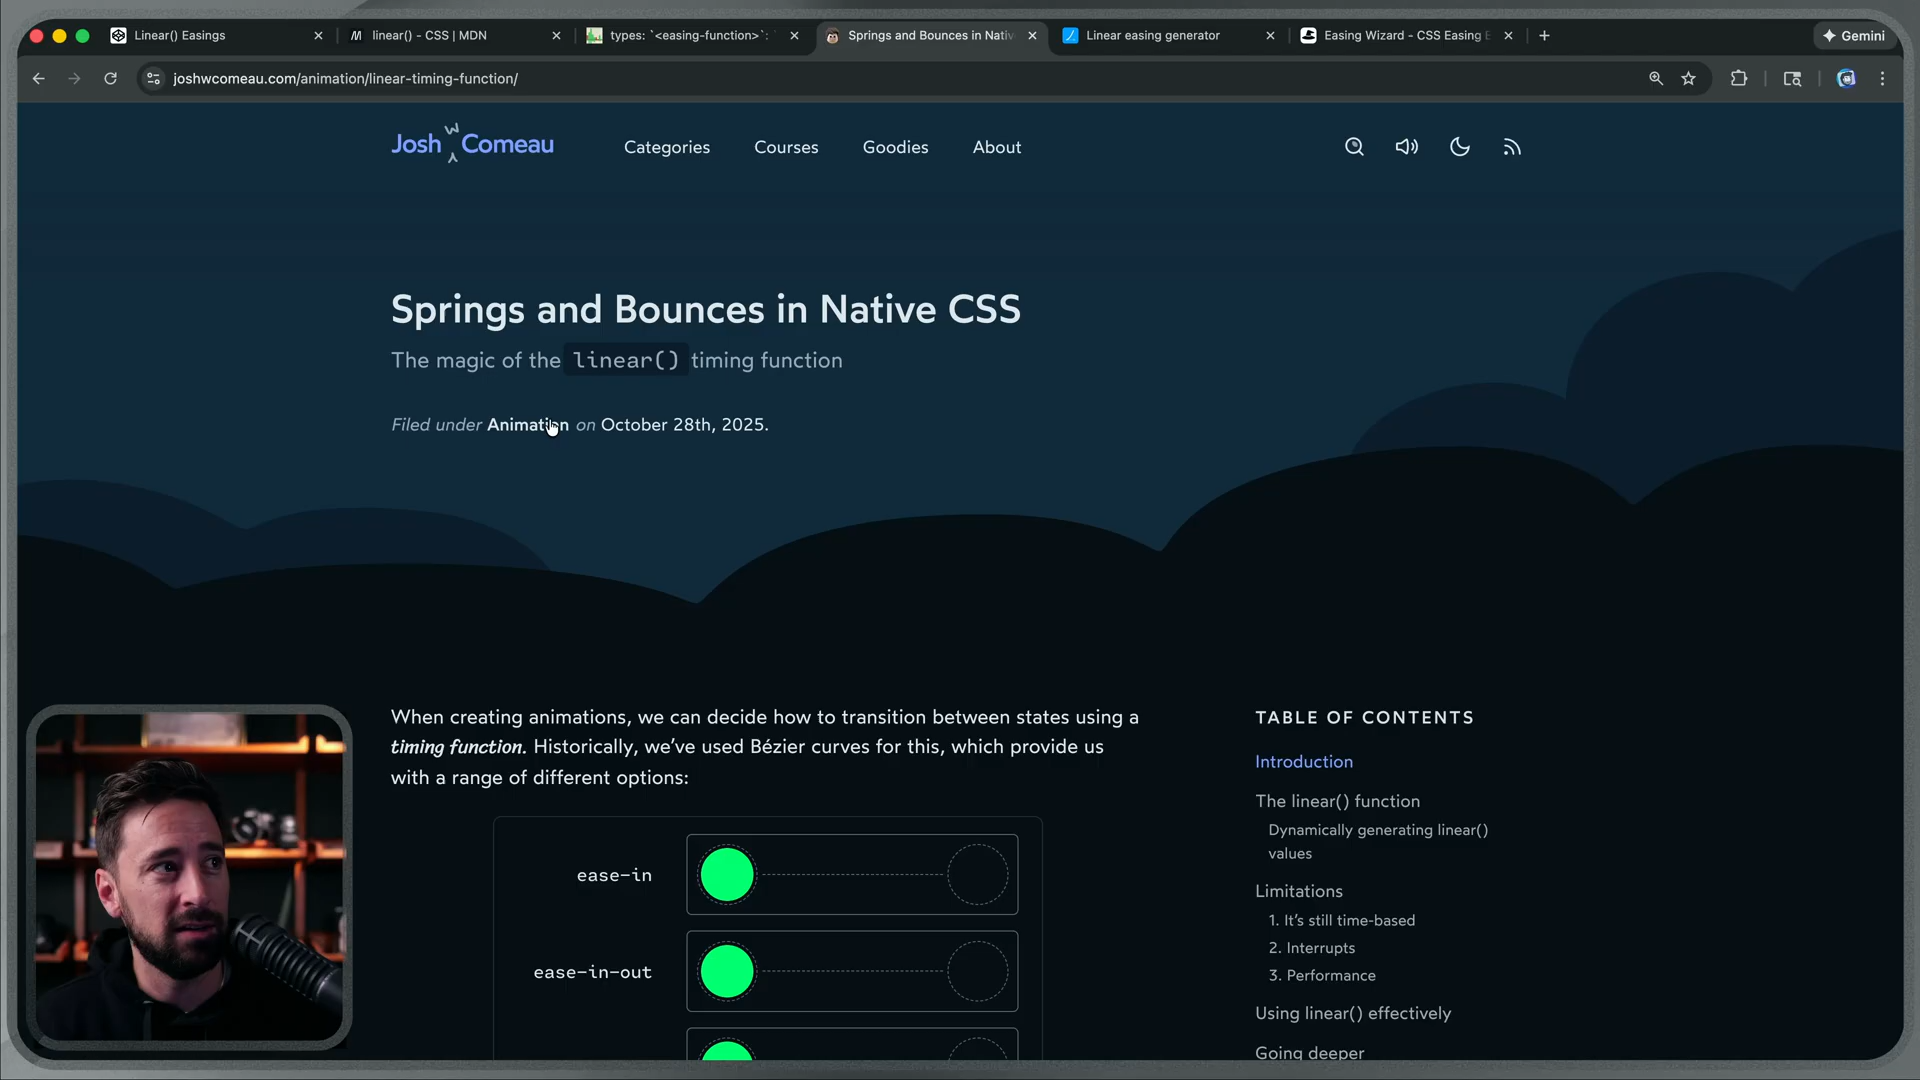 Linear() Easings
linear() - CSS | MDN
types: `<easing-function>`: `
Springs and Bounces in Nativ
Linear easing generator
Easing Wizard - CSS Easing E
Gemini
joshwcomeau.com/animation/linear-timing-function/
Josh W Comeau
Categories
Courses
Goodies
About
Springs and Bounces in Native CSS
The magic of the linear() timing function
Filed under Animation on October 28th, 2025.
When creating animations, we can decide how to transition between states using a
timing function. Historically, we’ve used Bézier curves for this, which provide us
with a range of different options:
ease-in
ease-in-out
TABLE OF CONTENTS
Introduction
The linear() function
Dynamically generating linear()
values
Limitations
1. It’s still time-based
2. Interrupts
3. Performance
Using linear() effectively
Going deeper